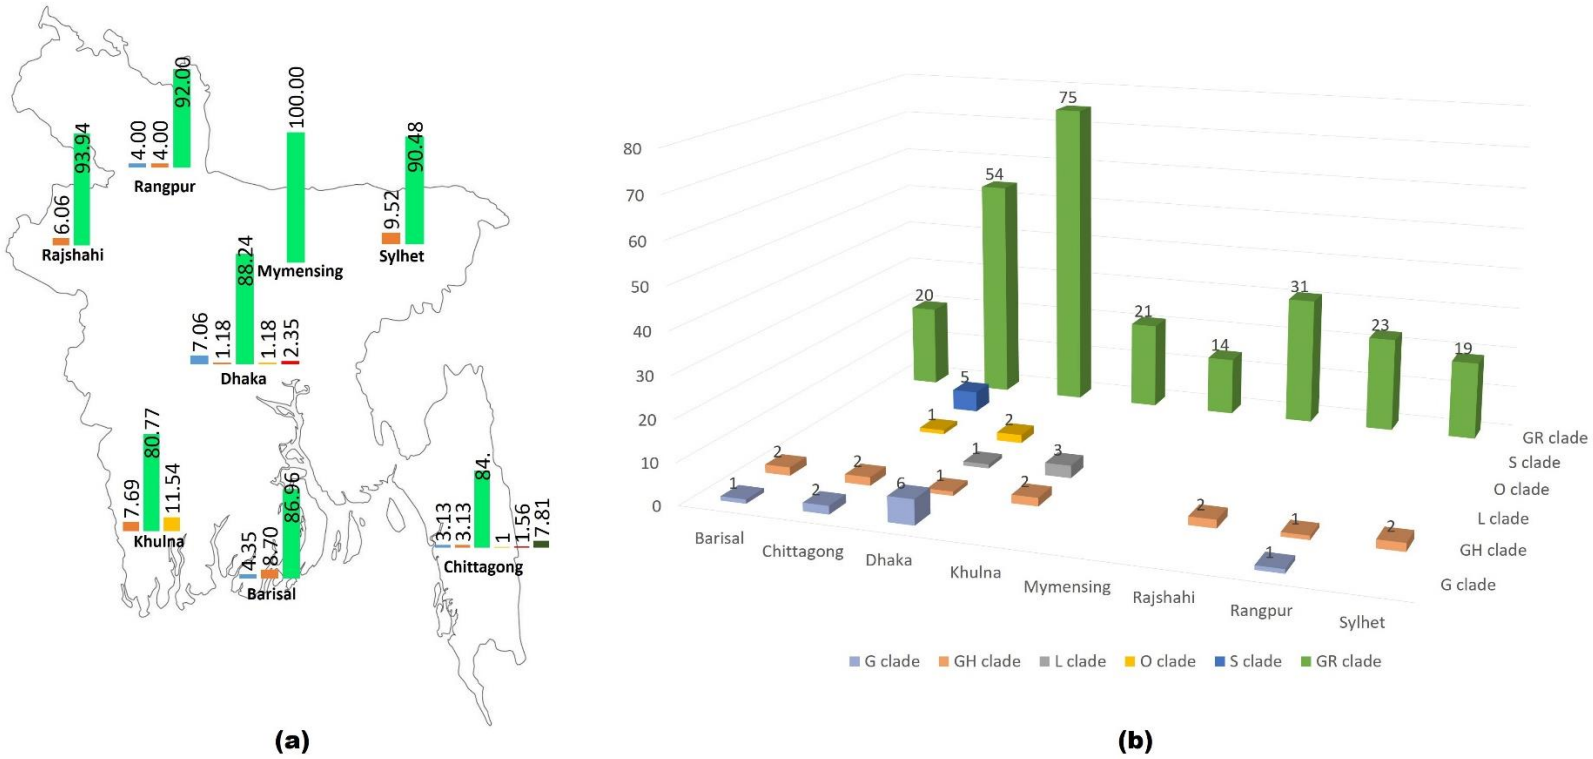 92.00
4.00
4.00
Rangpur
100.00
Mymensing
90.48
9.52
Sylhet
93.94
6.06
Rajshahi
88.24
7.06
1.18
1.18
2.35
Dhaka
80.77
7.69
11.54
Khulna
86.96
4.35
8.70
Barisal
84.
3.13
3.13
1
1.56
7.81
Chittagong
(a)
80
70
60
50
40
30
20
10
0
75
54
20
21
14
31
23
19
5
1
2
1
3
2
2
1
2
2
1
2
1
2
6
1
Barisal
Chittagong
Dhaka
Khulna
Mymensing
Rajshahi
Rangpur
Sylhet
GR clade
S clade
O clade
L clade
GH clade
G clade
G clade GH clade L clade O clade S clade GR clade
(b)